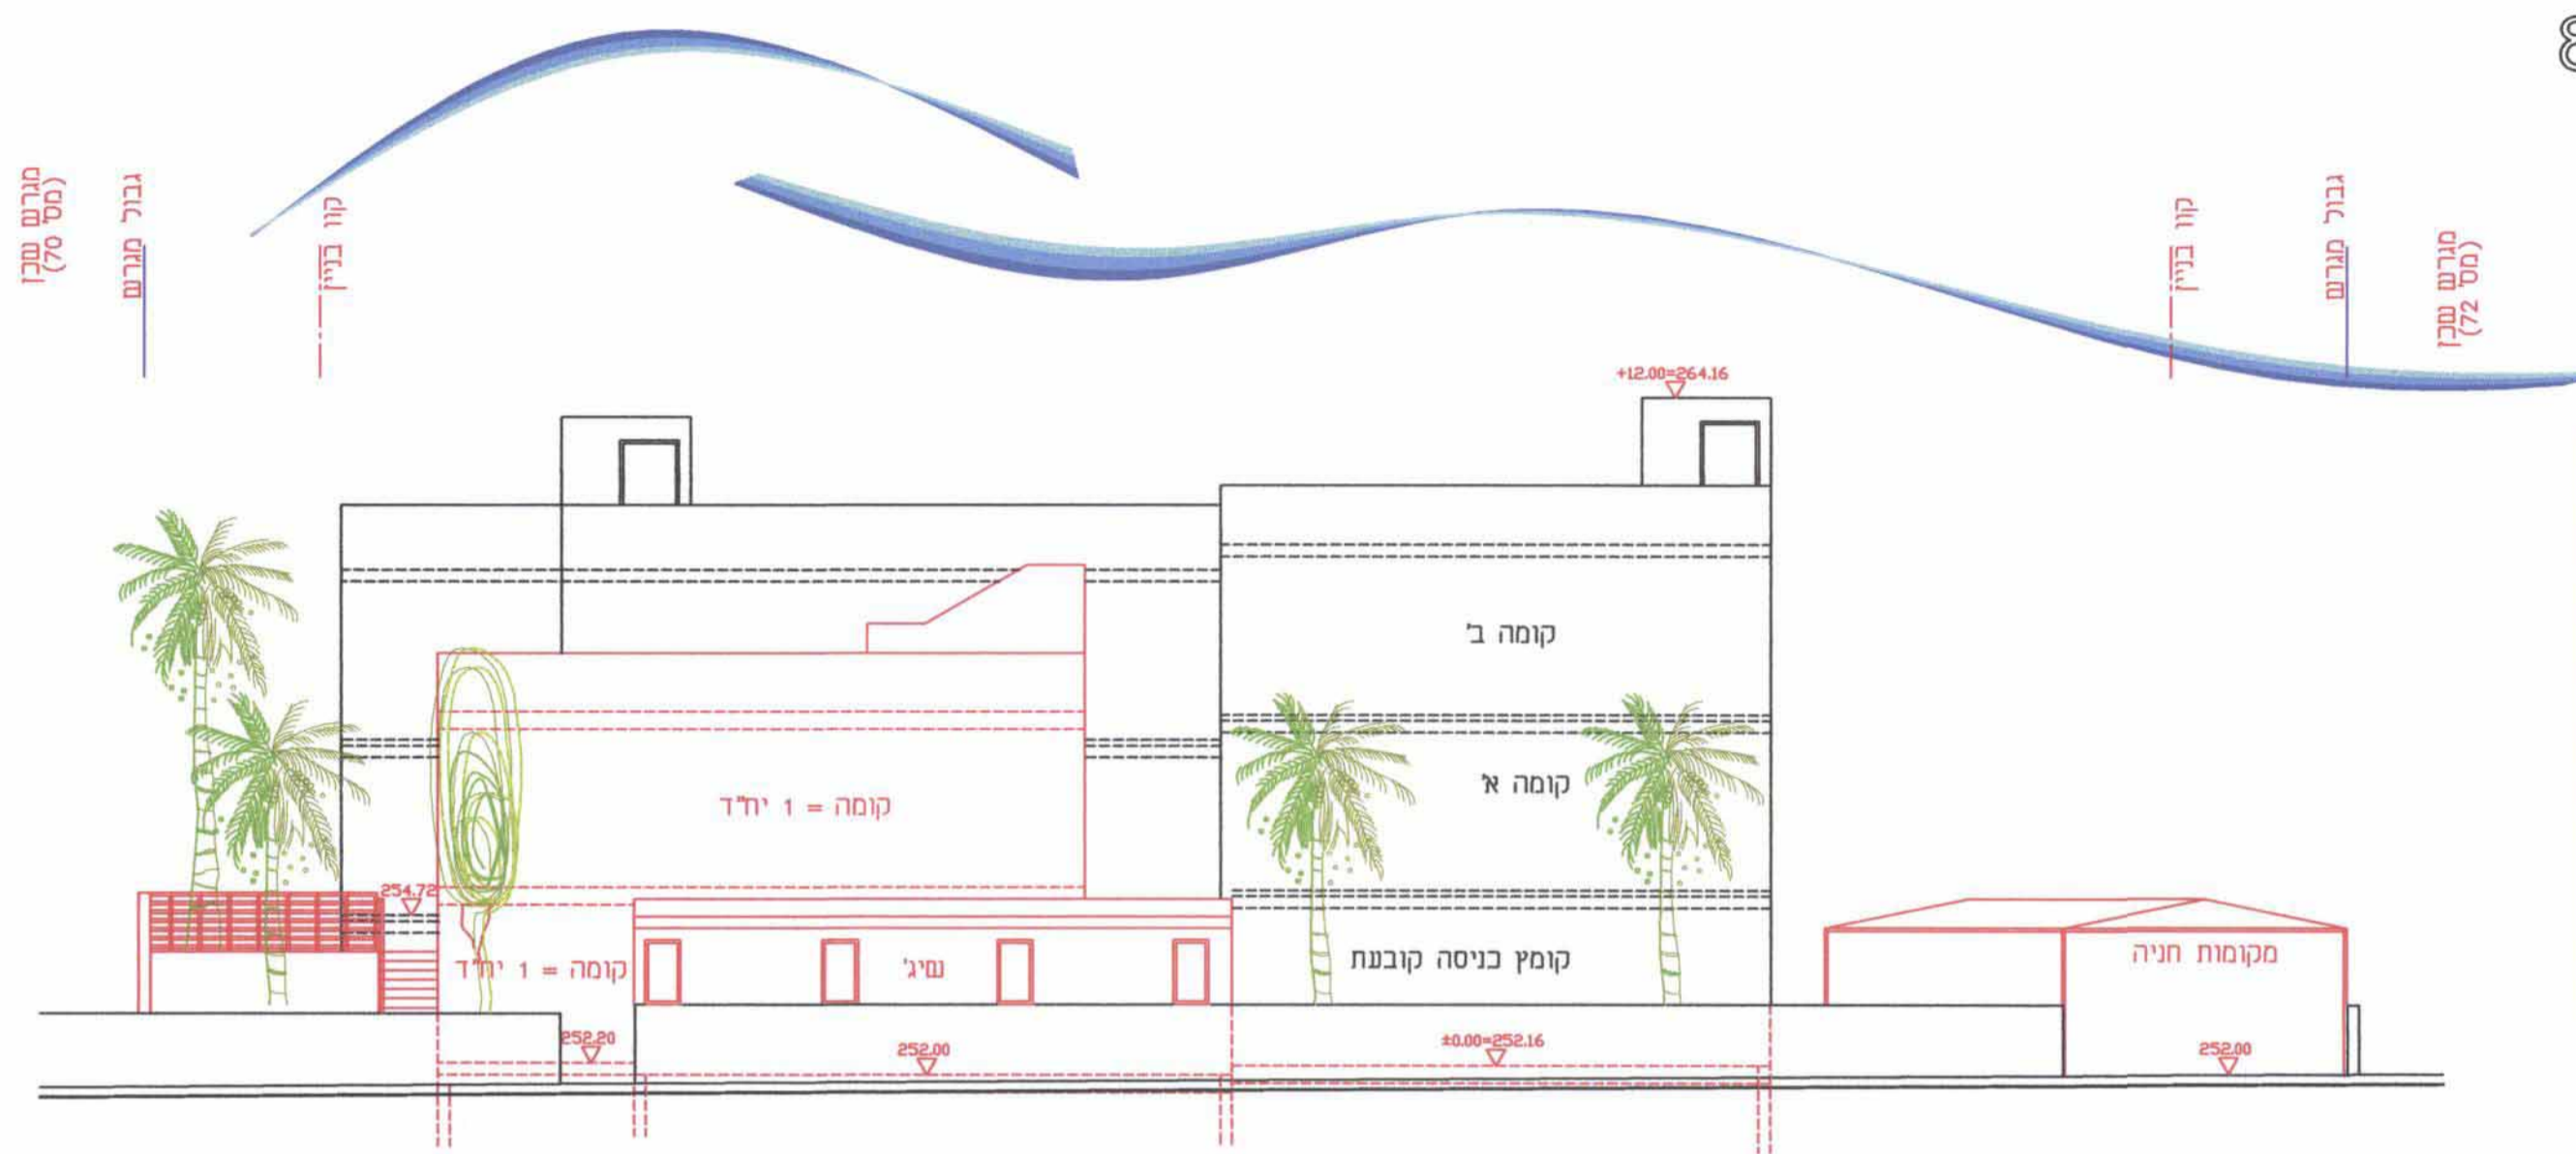 8
מגרש שכן
(מס' 70)
גבול מגרש
קוו בניין
קוו בניין
גבול מגרש
מגרש שכן
(מס' 72)
+12.00=264.16
קומה ב'
קומה א'
קומה = 1 יח"ד
254.72
קומה = 1 יח"ד
שיג'
קומץ כניסה קובעת
מקומות חניה
252.20
252.00
±0.00=252.16
252.00